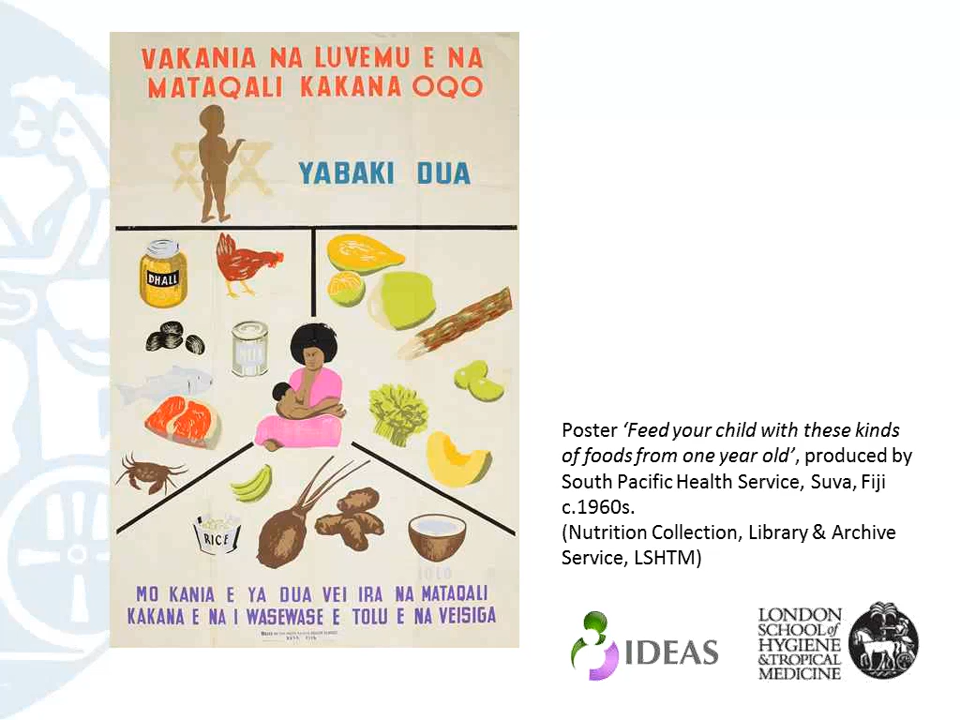 VAKANIA NA LUVEMU E NA
MATAQALI KAKANA OQO
YABAKI DUA
DHALL
MILK
RICE
MO KANIA E YA DUA VEI IRA NA MATAQALI
KAKANA E NA I WASEWASE E TOLU E NA VEISIGA
Poster ‘Feed your child with these kinds
of foods from one year old’, produced by
South Pacific Health Service, Suva, Fiji
c.1960s.
(Nutrition Collection, Library & Archive
Service, LSHTM)
IDEAS
LONDON
SCHOOL of
HYGIENE
& TROPICAL
MEDICINE